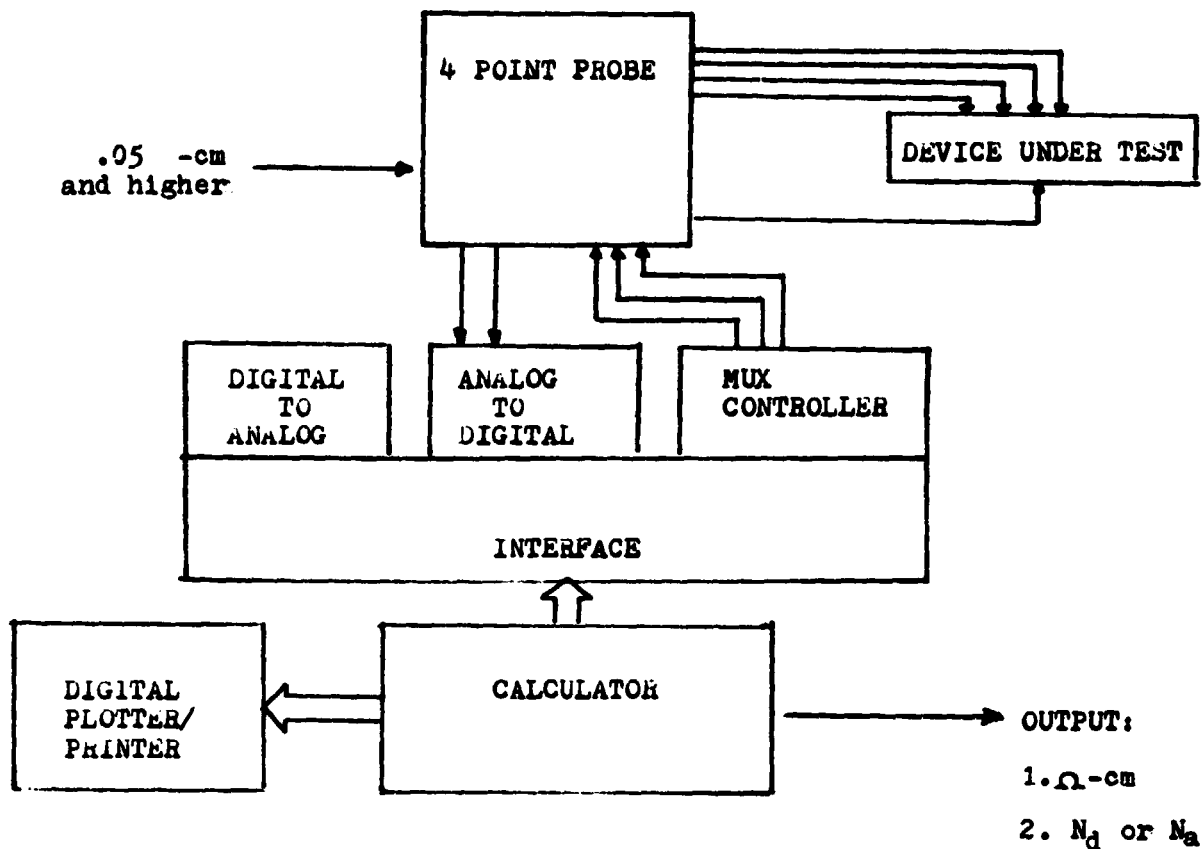 4 POINT PROBE
DEVICE UNDER TEST
.05 -cm
and higher
DIGITAL
TO
ANALOG
ANALOG
TO
DIGITAL
MUX
CONTROLLER
INTERFACE
DIGITAL
PLOTTER/
PRINTER
CALCULATOR
OUTPUT:
1. Ω-cm
2. Nd or Na